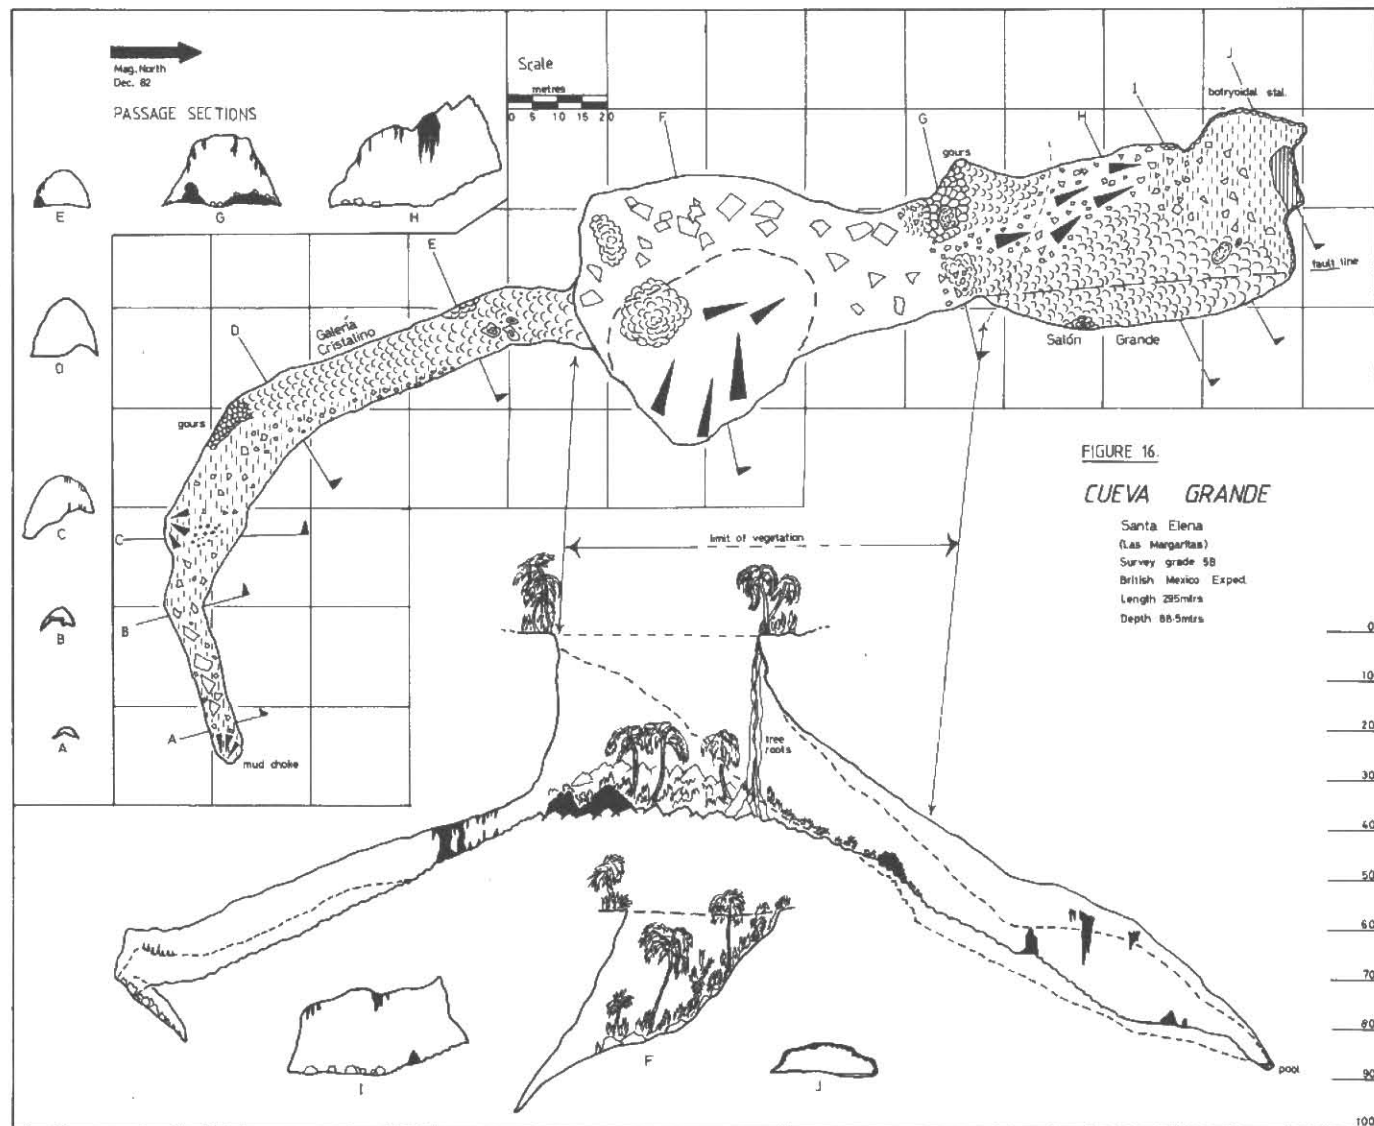 Mag. North
Dec. 82
PASSAGE SECTIONS
Scale
metres
0 5 10 15 20
E
G
H
D
C
B
A
F
G
H
I
J
botryoidal stal.
gours
fault line
Salón Grande
E
D
Galería
Cristalino
gours
C
B
A
mud choke
FIGURE 16.
CUEVA GRANDE
Santa Elena
(Las Margaritas)
Survey grade 5B
British Mexico Exped.
Length 295mtrs
Depth 88·5mtrs
limit of vegetation
tree
roots
pool
I
F
J
0
10
20
30
40
50
60
70
80
90
100